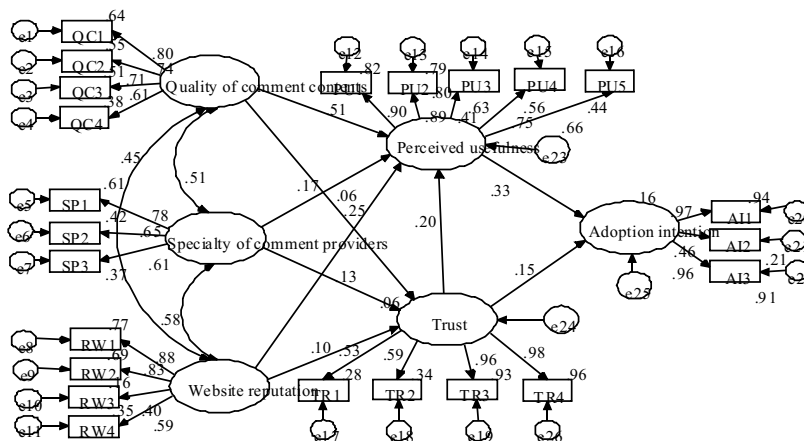 e1 QC1 .64
e2 QC2 .55
e3 QC3 .51
e4 QC4 .38
.80
.74
.71
.61
Quality of comment contents
e12 e13 e14 e15 e16
PU1 .82
PU2 .79
PU3 .63
PU4 .56
PU5 .44
.90
.89
.80
.75
.66
.41
Perceived usefulness
e23
.51
.45
.51
.17
.06
.25
.20
.33
e5 SP1 .61
e6 SP2 .42
e7 SP3 .37
.78
.65
.61
Specialty of comment providers
.16
Adoption intention
e25
.97
.46
.96
AI1 .94
AI2 .21
AI3 .91
.13
.06
.15
.58
Trust
e24
e8 RW1 .77
e9 RW2 .69
e10 RW3 .16
e11 RW4 .35
.88
.83
.40
.59
Website reputation
.10
.53
.59
.96
.98
TR1 .28
TR2 .34
TR3 .93
TR4 .96
e17 e18 e19 e26